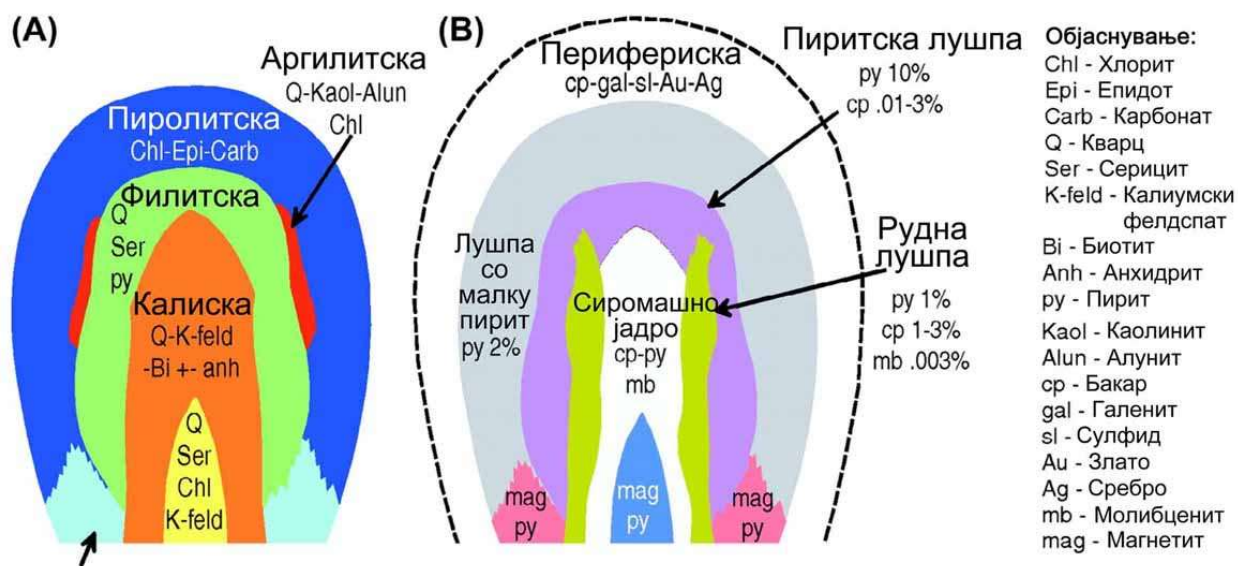 (A)
Аргилитска
Q-Kaol-Alun
Chl
Пиролитска
Chl-Epi-Carb
Филитска
Q
Ser
py
Калиска
Q-K-feld
-Bi +- anh
Q
Ser
Chl
K-feld
(B)
Перифериска
cp-gal-sl-Au-Ag
Пиритска лушпа
py 10%
cp .01-3%
Лушпа
со
малку
пирит
py 2%
Сиромашно
јадро
cp-py
mb
Рудна
лушпа
py 1%
cp 1-3%
mb .003%
mag
py
mag
py
mag
py
Објаснување:
Chl - Хлорит
Epi - Епидот
Carb - Карбонат
Q - Кварц
Ser - Серицит
K-feld - Калиумски
фелдспат
Bi - Биотит
Anh - Анхидрит
py - Пирит
Kaol - Каолинит
Alun - Алунит
cp - Бакар
gal - Галенит
sl - Сулфид
Au - Злато
Ag - Сребро
mb - Молибценит
mag - Магнетит